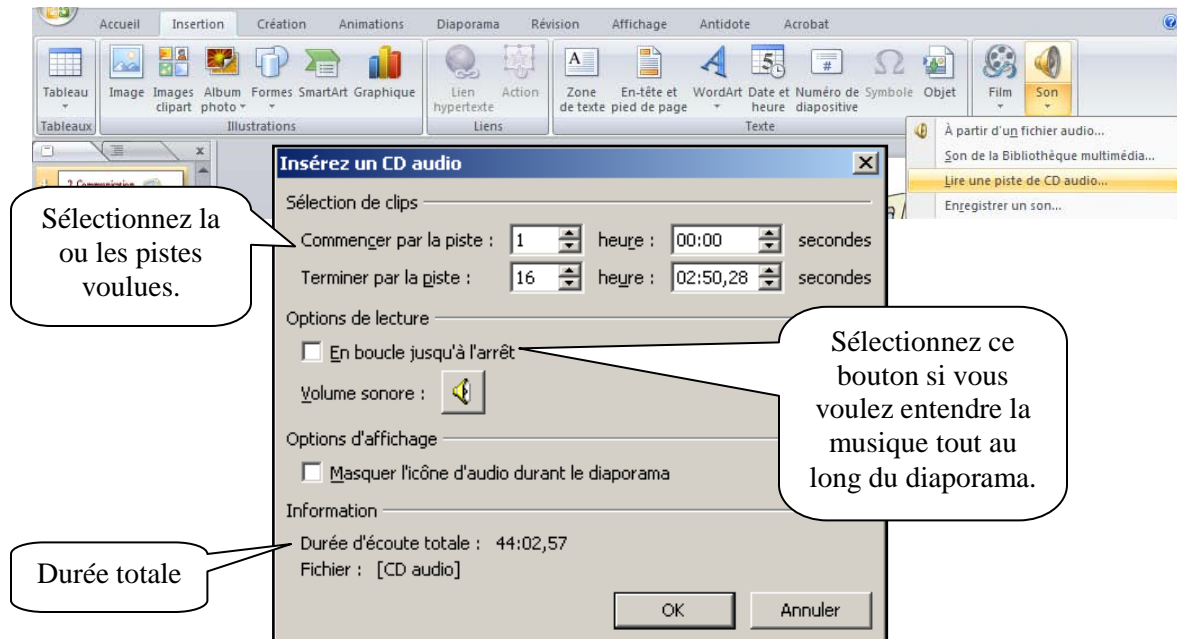 Accueil Insertion Création Animations Diaporama Révision Affichage Antidote Acrobat
Tableau Image Images clipart Album photo Formes SmartArt Graphique Lien hypertexte Action Zone de texte En-tête et pied de page WordArt Date et heure Numéro de diapositive Symbole Objet Film Son
Tableaux Illustrations Liens Texte
À partir d'un fichier audio...
Son de la Bibliothèque multimédia...
Lire une piste de CD audio...
Enregistrer un son...
Insérez un CD audio
Sélection de clips
Commencer par la piste : 1 heure : 00:00 secondes
Terminer par la piste : 16 heure : 02:50,28 secondes
Options de lecture
En boucle jusqu'à l'arrêt
Volume sonore :
Options d'affichage
Masquer l'icône d'audio durant le diaporama
Information
Durée d'écoute totale : 44:02,57
Fichier : [CD audio]
OK Annuler
Sélectionnez la
ou les pistes
voulues.
Sélectionnez ce
bouton si vous
voulez entendre la
musique tout au
long du diaporama.
Durée totale